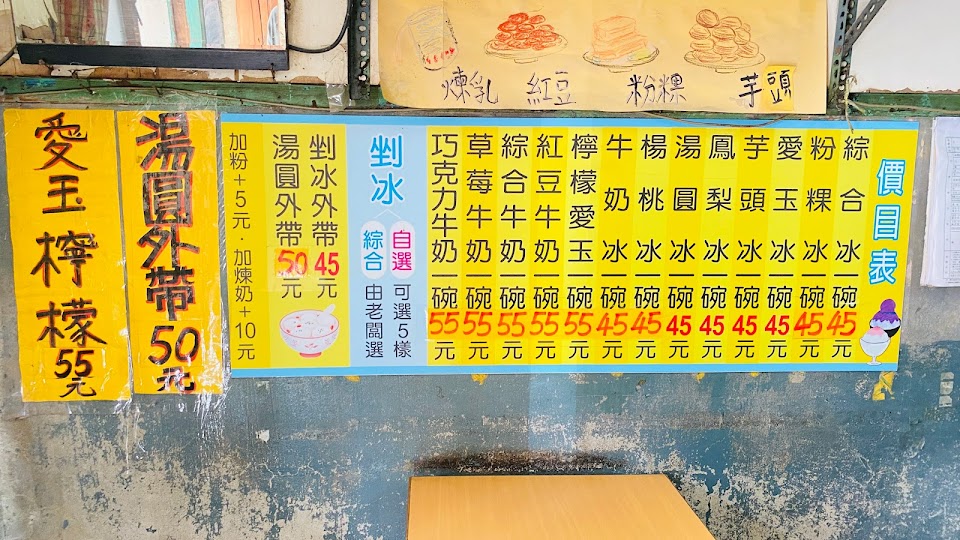 煉乳
紅豆
粉粿
芋頭
價目表
綜合冰一碗45元
粉粿冰一碗45元
愛玉冰一碗45元
芋頭冰一碗45元
鳳梨冰一碗45元
湯圓冰一碗45元
楊桃冰一碗45元
牛奶冰一碗45元
檸檬愛玉一碗55元
紅豆牛奶一碗55元
綜合牛奶一碗55元
草莓牛奶一碗55元
巧克力牛奶一碗55元
剉冰
自選 可選5樣
綜合 由老闆選
剉冰外帶45元
湯圓外帶50元
加粉+5元·加煉奶+10元
湯圓外帶50元
愛玉檸檬55元